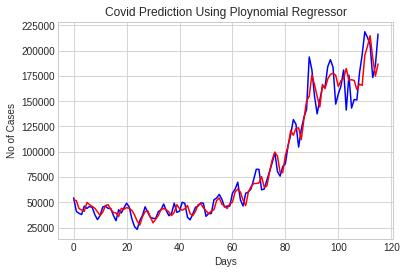 Covid Prediction Using Ploynomial Regressor
No of Cases
225000
200000
175000
150000
125000
100000
75000
50000
25000
0 20 40 60 80 100 120
Days